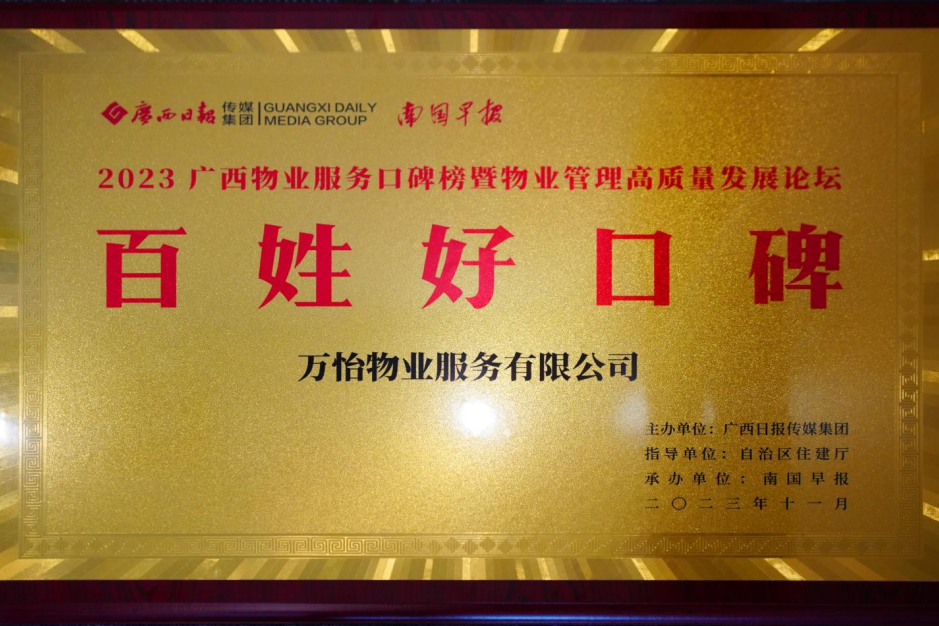 广西日报 传媒集团 GUANGXI DAILY MEDIA GROUP 南国早报
2023 广西物业服务口碑榜暨物业管理高质量发展论坛
百姓好口碑
万怡物业服务有限公司
主办单位：广西日报传媒集团
指导单位：自治区住建厅
承办单位：南国早报
二〇二三年十一月